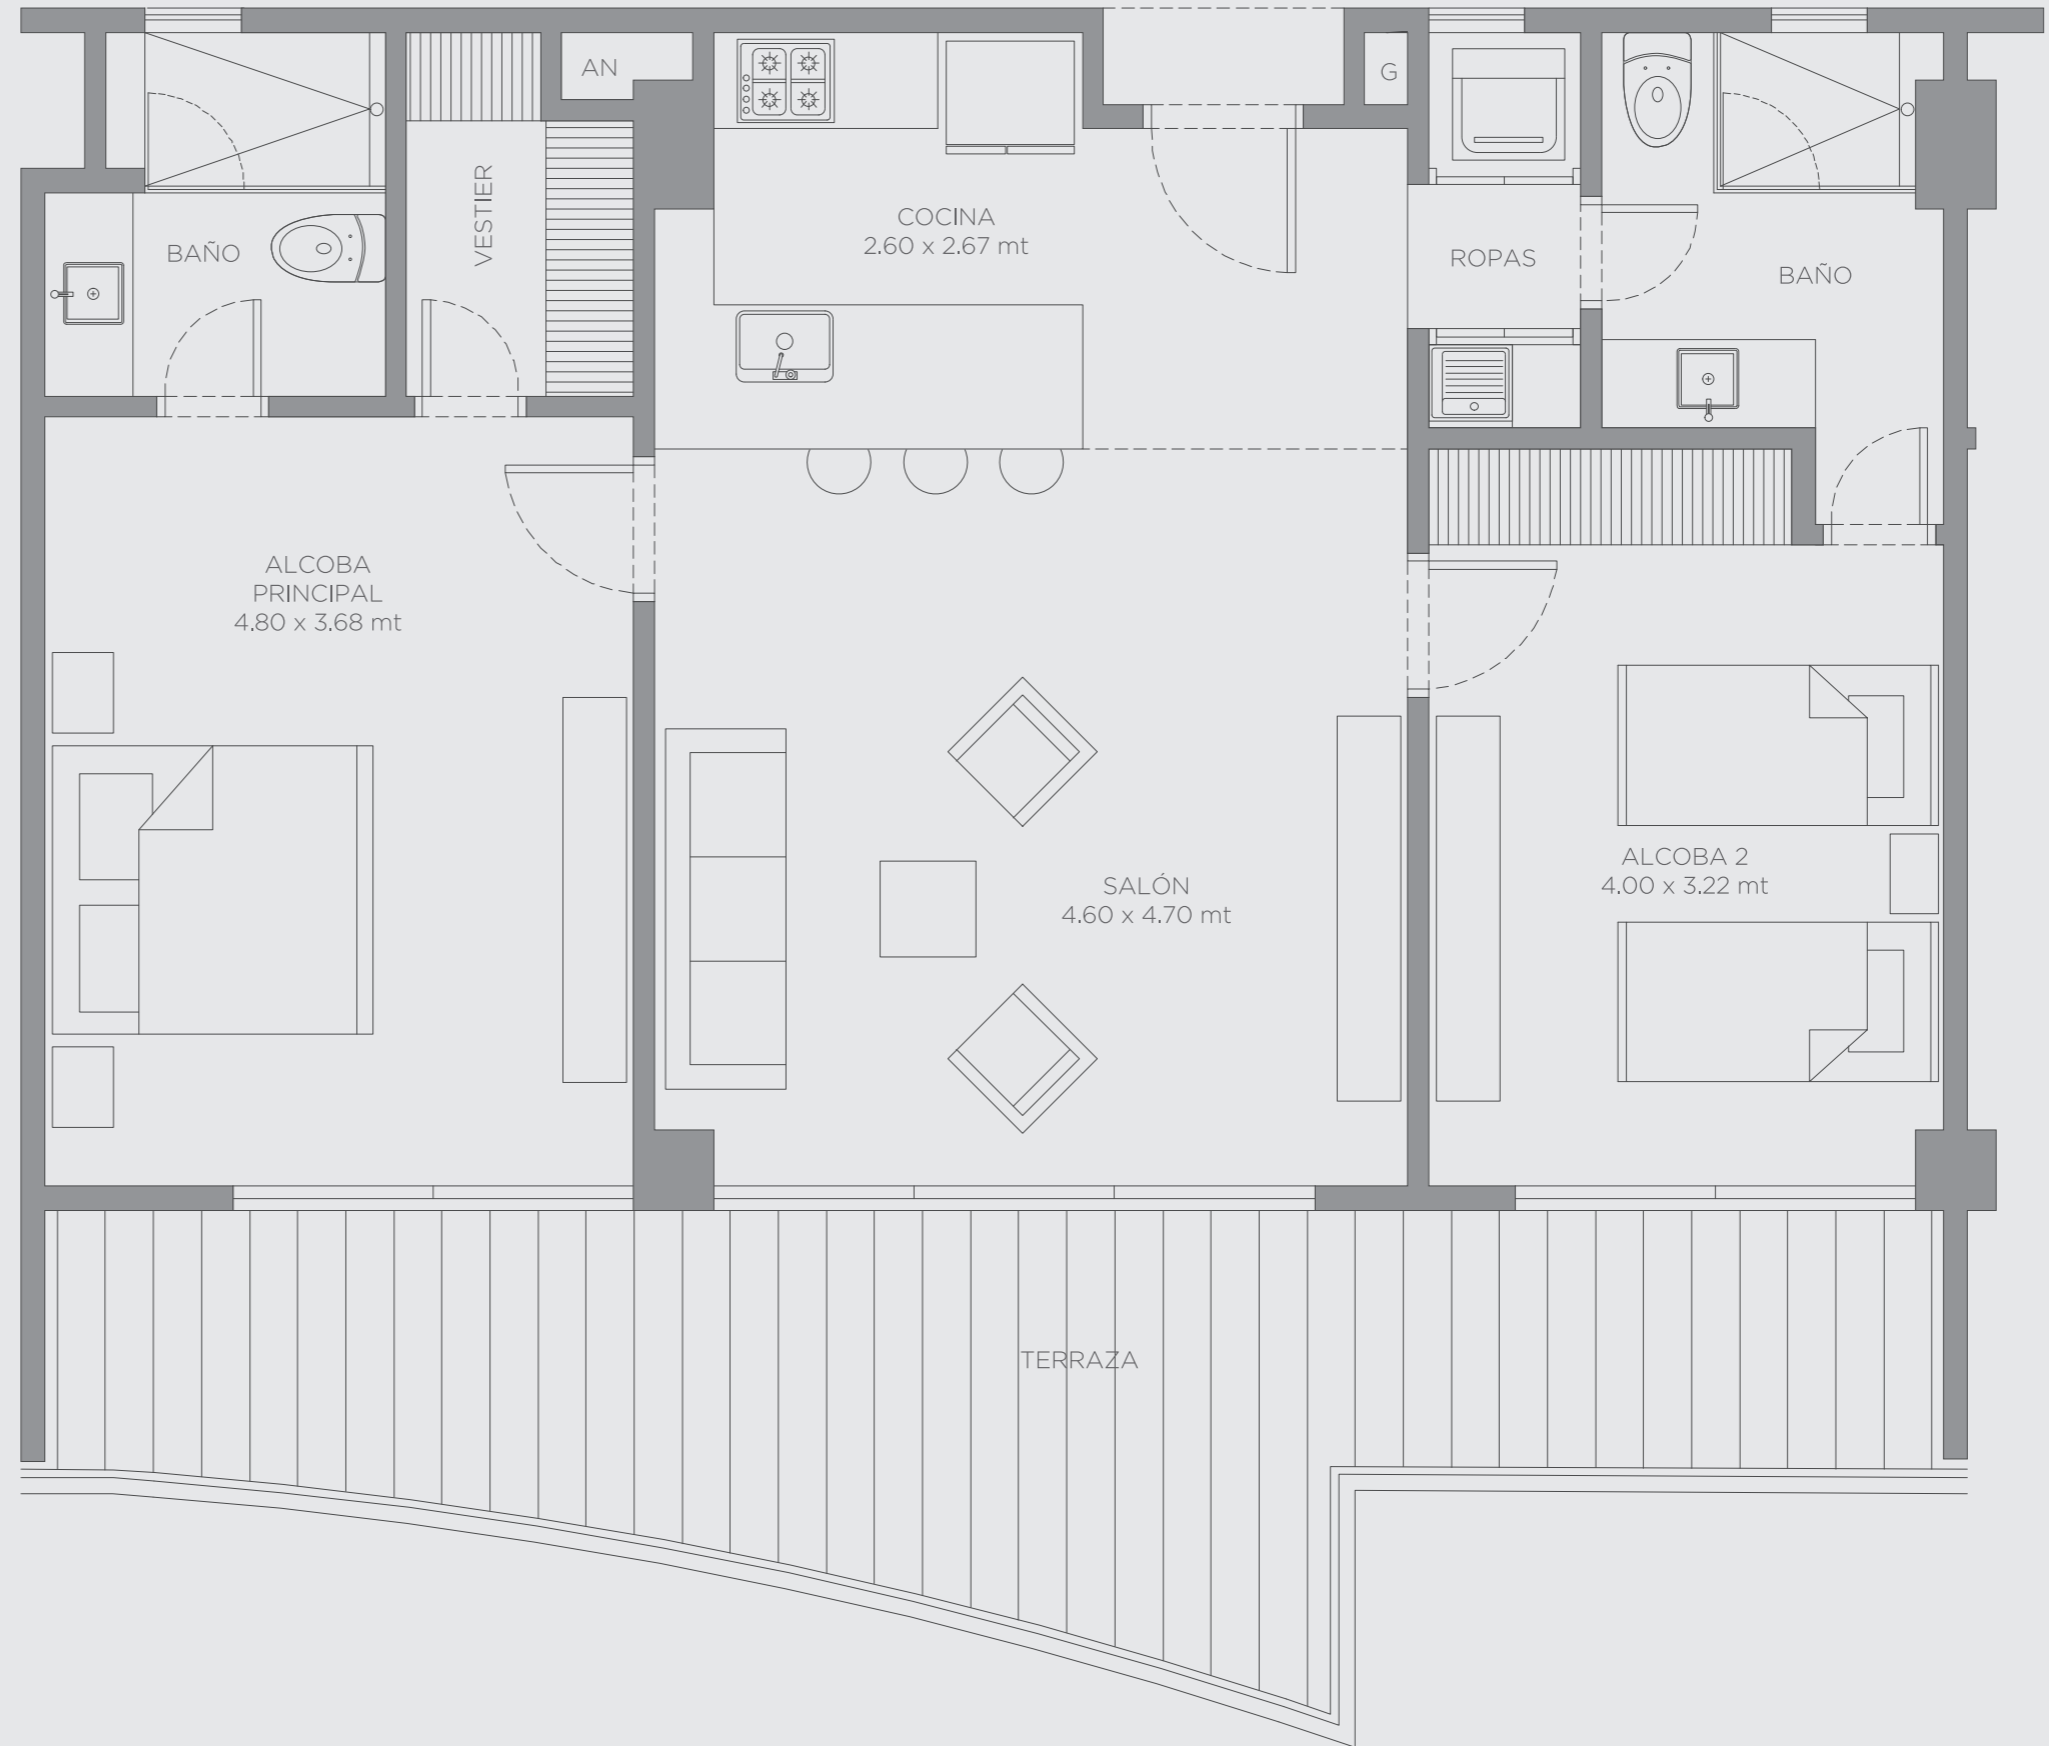 AN
G
VESTIER
COCINA
2.60 x 2.67 mt
BAÑO
ROPAS
BAÑO
ALCOBA
PRINCIPAL
4.80 x 3.68 mt
ALCOBA 2
4.00 x 3.22 mt
SALÓN
4.60 x 4.70 mt
TERRAZA